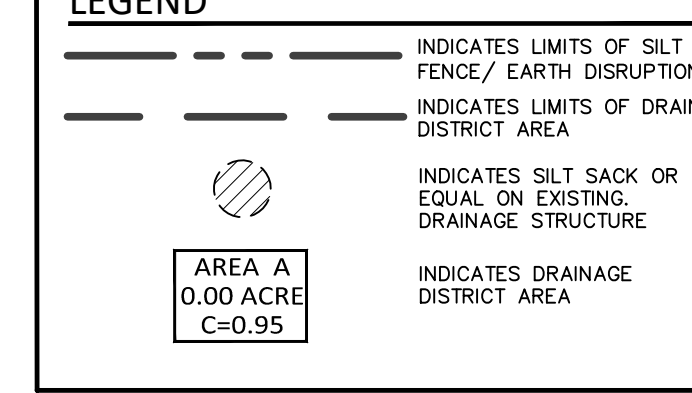 LEGEND
INDICATES LIMITS OF SILT
FENCE/ EARTH DISRUPTION
INDICATES LIMITS OF DRAIN
DISTRICT AREA
INDICATES SILT SACK OR
EQUAL ON EXISTING.
DRAINAGE STRUCTURE
AREA A
0.00 ACRE
C=0.95
INDICATES DRAINAGE
DISTRICT AREA